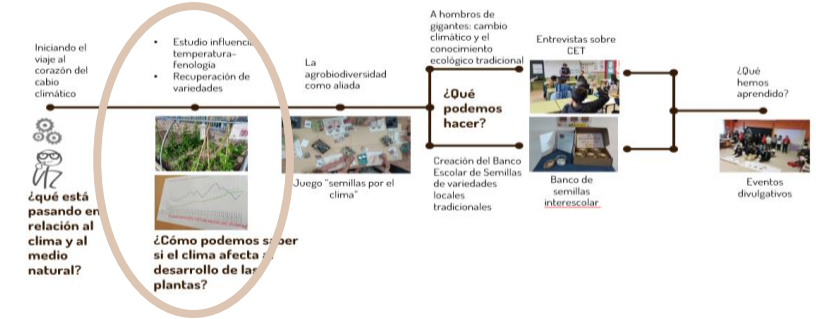 Iniciando el
viaje al
corazón del
cabio
climático
¿qué está
pasando en
relación al
clima y al
medio
natural?
• Estudio influencia
temperatura-
fenología
• Recuperación de
variedades
¿Cómo podemos saber
si el clima afecta
desarrollo de las
plantas?
La
agrobiodiversidad
como aliada
Juego "semillas por el
clima"
A hombros de
gigantes: cambio
climático y el
conocimiento
ecológico tradicional
¿Qué
podemos
hacer?
Creación del Banco
Escolar de Semillas
de variedades
locales
tradicionales
Entrevistas sobre
CET
Banco de
semillas
interescolar
¿Qué
hemos
aprendido?
Eventos
divulgativos